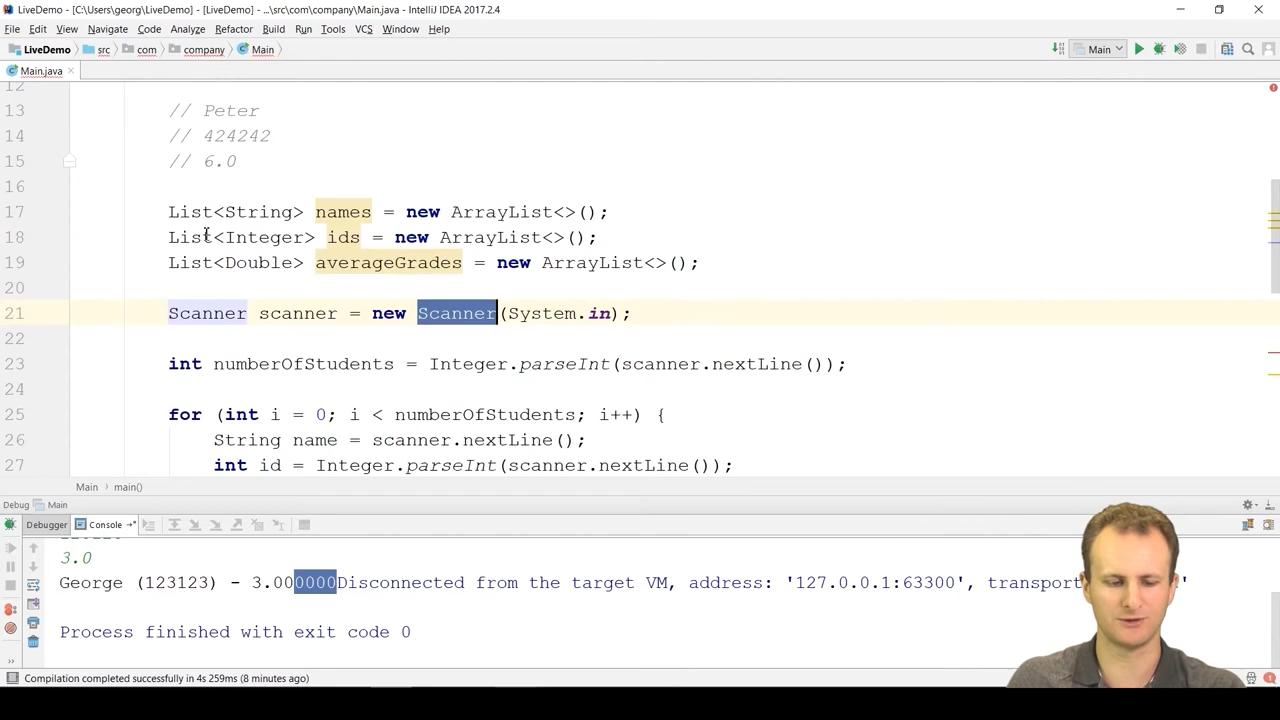 LiveDemo - [C:\Users\georg\LiveDemo] - [LiveDemo] - ...\src\com\company\Main.java - IntelliJ IDEA 2017.2.4
File Edit View Navigate Code Analyze Refactor Build Run Tools VCS Window Help
LiveDemo src com company Main Main
Main.java
12
13 // Peter
14 // 424242
15 // 6.0
16
17 List<String> names = new ArrayList<>();
18 List<Integer> ids = new ArrayList<>();
19 List<Double> averageGrades = new ArrayList<>();
20
21 Scanner scanner = new Scanner(System.in);
22
23 int numberOfStudents = Integer.parseInt(scanner.nextLine());
24
25 for (int i = 0; i < numberOfStudents; i++) {
26 String name = scanner.nextLine();
27 int id = Integer.parseInt(scanner.nextLine());
Main main()
Debug Main
Debugger Console
3.0
George (123123) - 3.000000Disconnected from the target VM, address: '127.0.0.1:63300', transport '
Process finished with exit code 0
Compilation completed successfully in 4s 259ms (8 minutes ago)